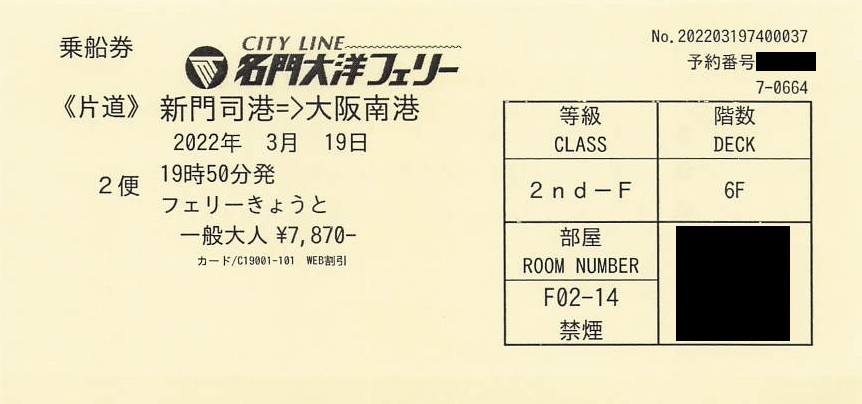 乗船券
CITY LINE
名門大洋フェリー
No.202203197400037
予約番号
7-0664
《片道》 新門司港=>大阪南港
2022年 3月 19日
2便 19時50分発
フェリーきょうと
一般大人 ¥7,870-
カード/C19001-101 WEB割引
等級 階数
CLASS DECK
2nd-F 6F
部屋
ROOM NUMBER
F02-14
禁煙